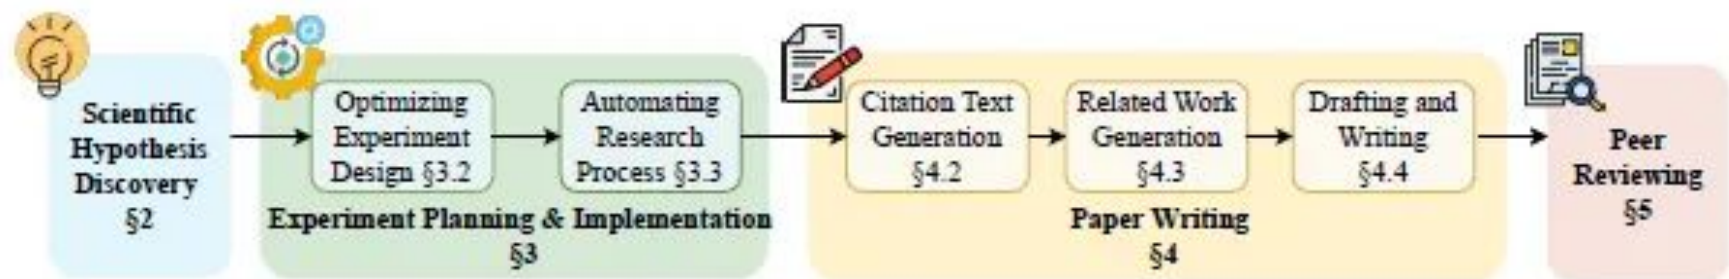 Scientific
Hypothesis
Discovery
§2
Optimizing
Experiment
Design §3.2
Automating
Research
Process §3.3
Experiment Planning & Implementation
§3
Citation Text
Generation
§4.2
Related Work
Generation
§4.3
Drafting and
Writing
§4.4
Paper Writing
§4
Peer
Reviewing
§5